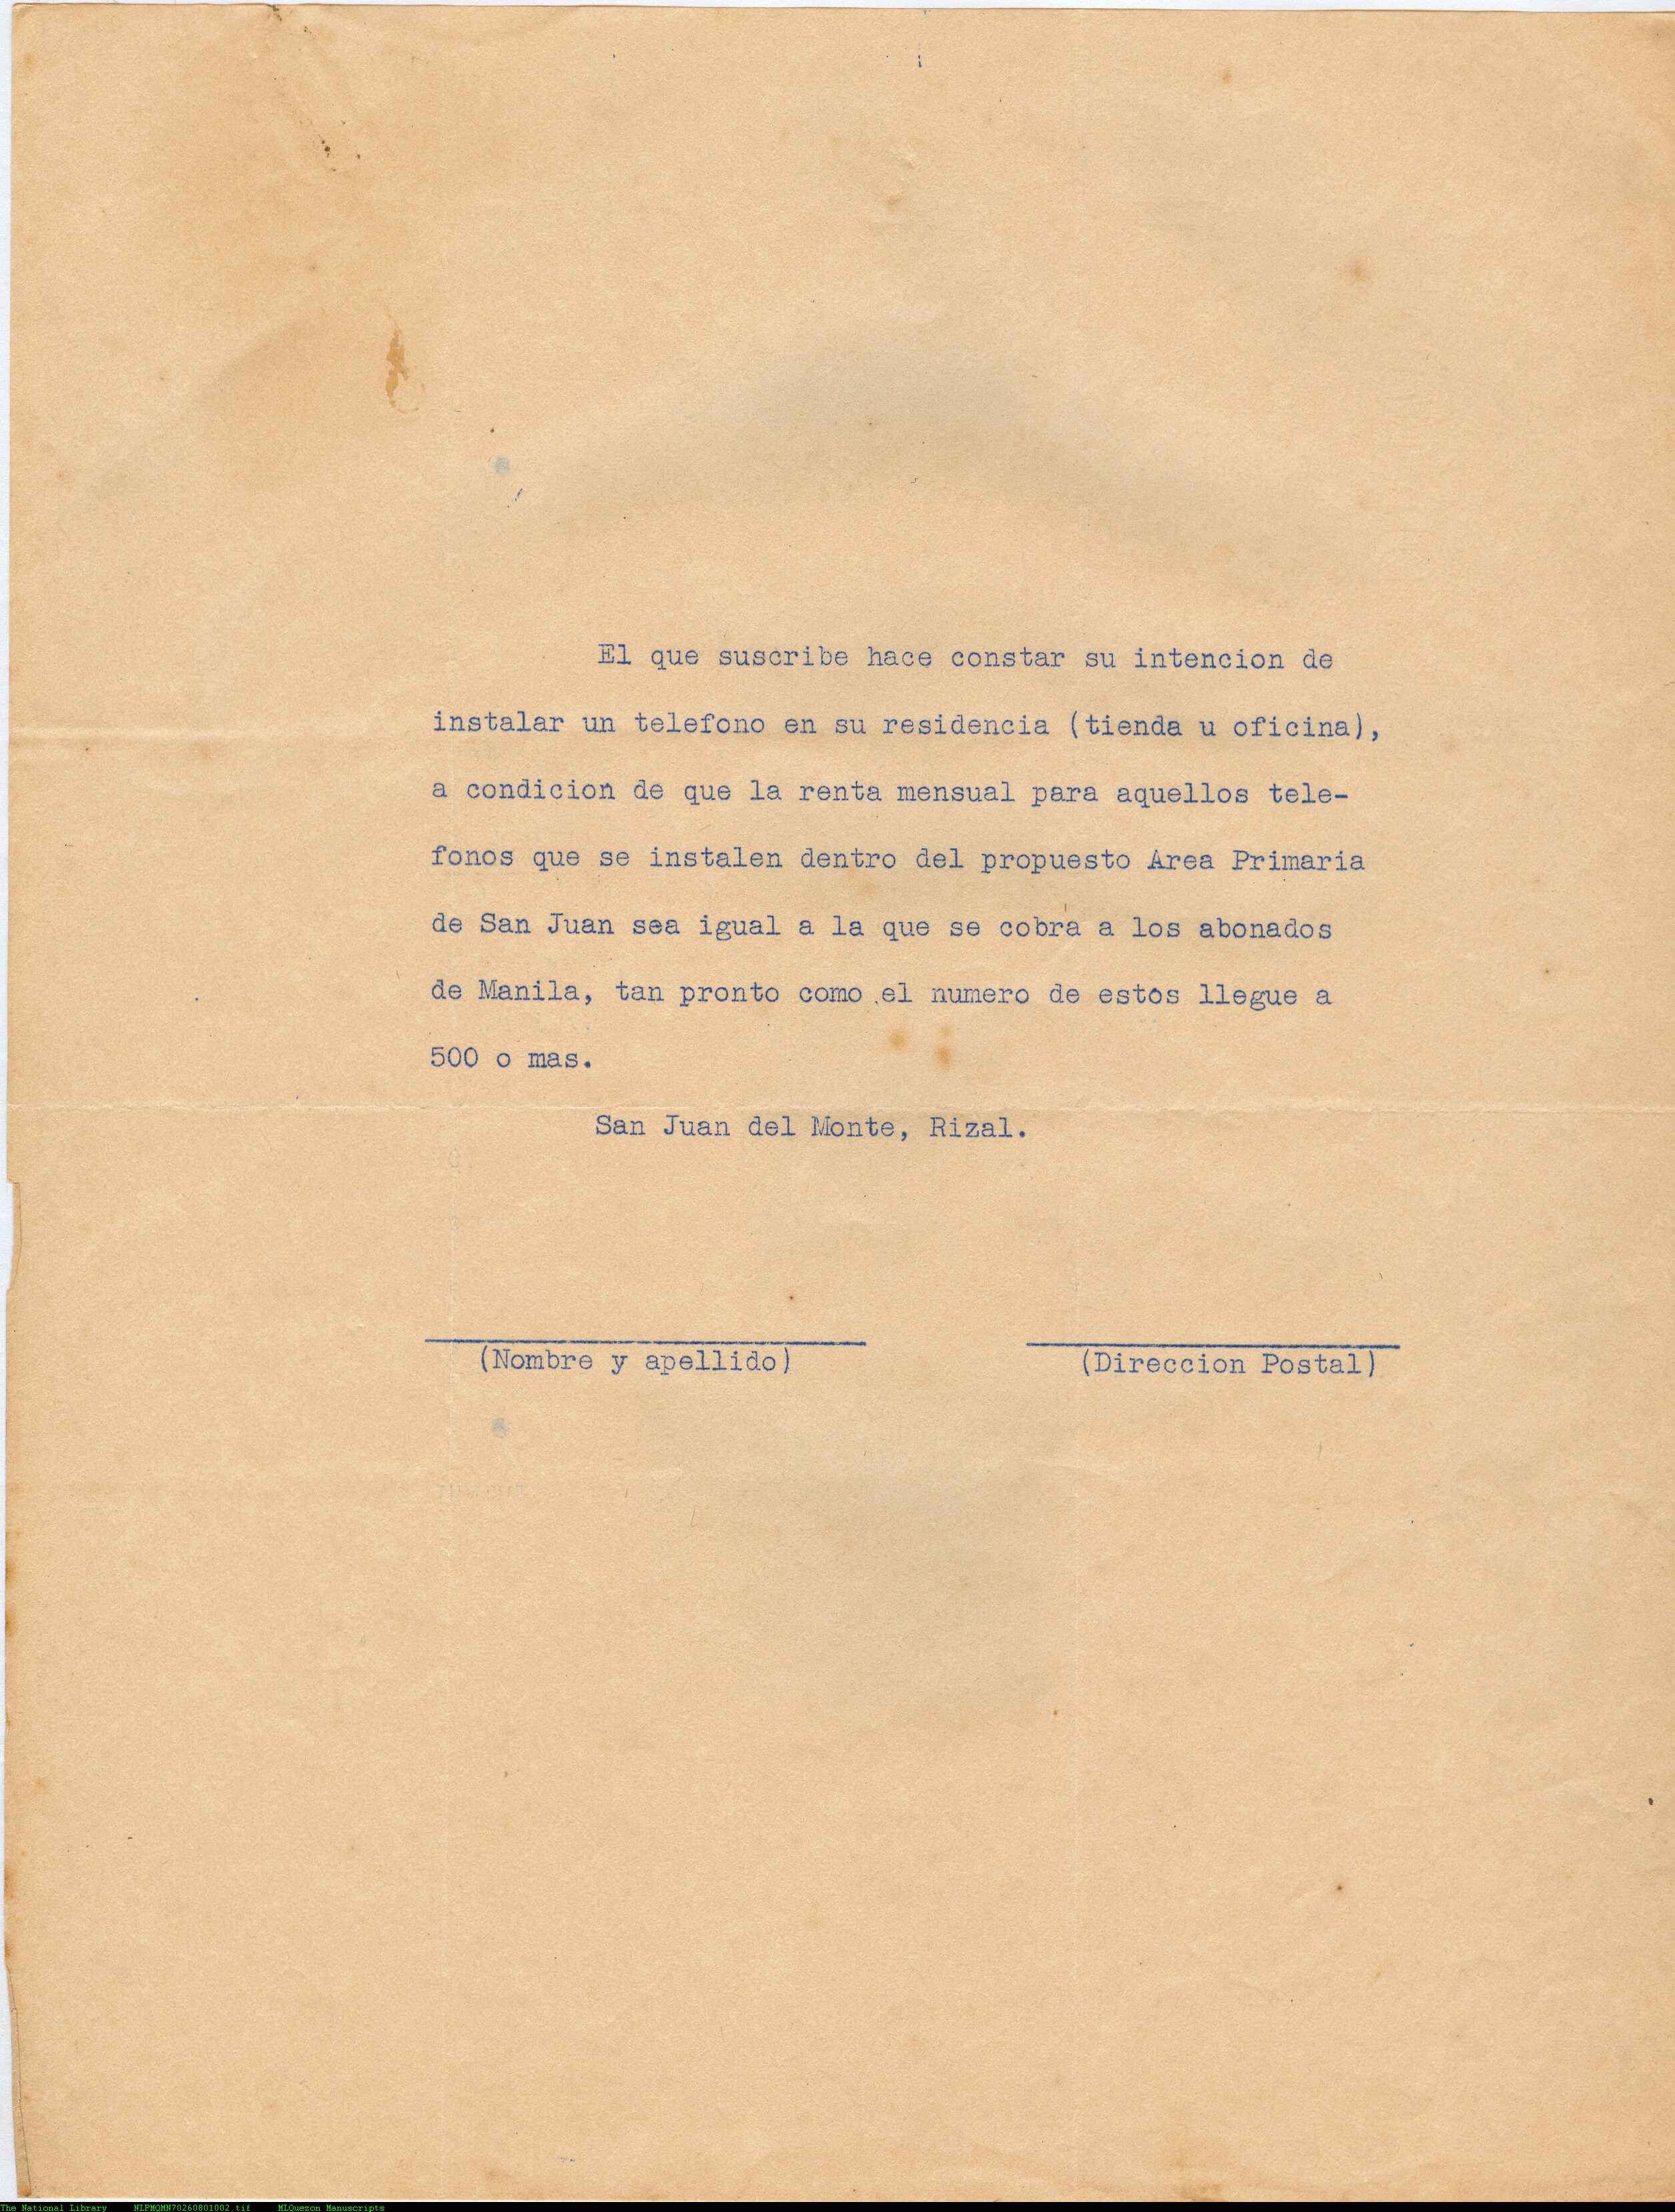 El que suscribe hace constar su intencion de
instalar un telefono en su residencia (tienda u oficina),
a condicion de que la renta mensual para aquellos tele-
fonos que se instalen dentro del propuesto Area Primaria
de San Juan sea igual a la que se cobra a los abonados
de Manila, tan pronto como el numero de estos llegue a
500 o mas.
San Juan del Monte, Rizal.
(Nombre y apellido) (Direccion Postal)
The National Library NLPMQMN70260801002.tif MLQuezon Manuscripts